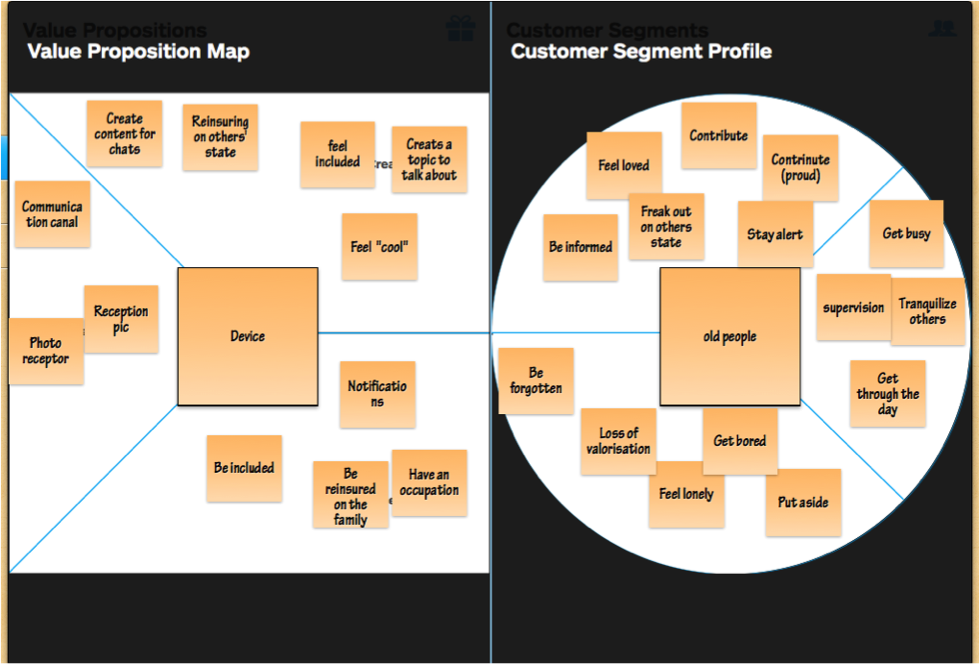 Value Propositions
Value Proposition Map
Customer Segments
Customer Segment Profile
Create
content for
chats
Reinsuring
on others'
state
feel
included
Creates a
topic to
talk about
Communica
tion canal
Feel "cool"
Reception
pic
Photo
receptor
Device
Notificatio
ns
Be included
Be
reinsured
on the
family
Have an
occupation
Contribute
Feel loved
Contrinute
(proud)
Freak out
on others
state
Be informed
Stay alert
Get busy
supervision
Tranquilize
others
old people
Be
forgotten
Get
through the
day
Loss of
valorisation
Get bored
Feel lonely
Put aside